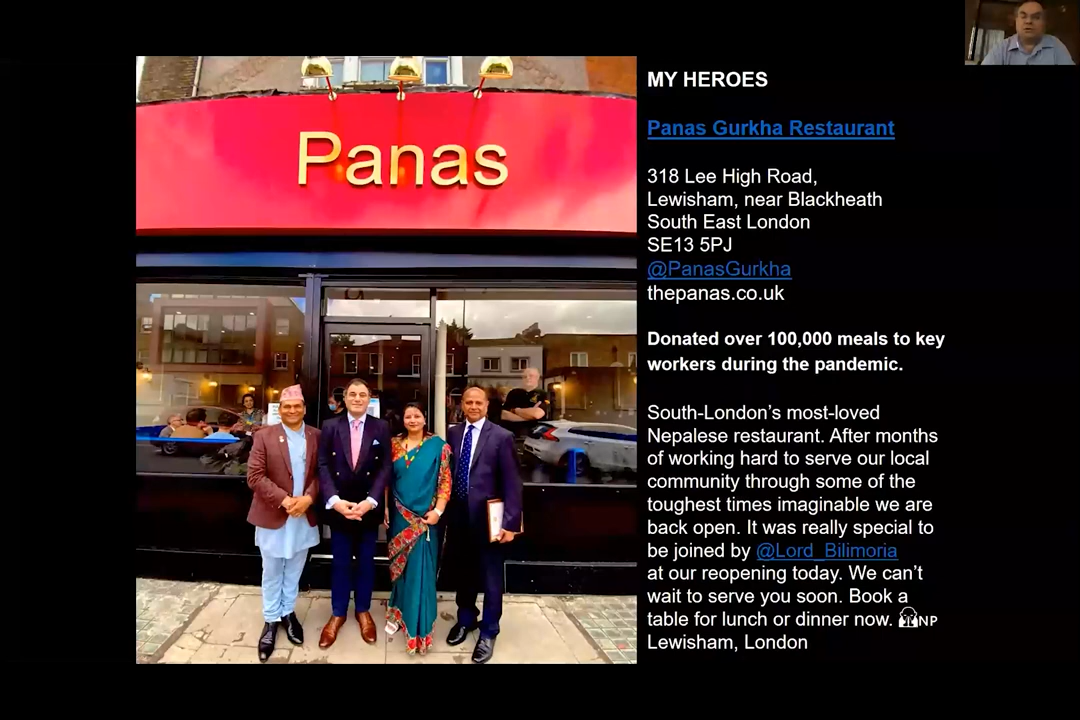 Panas
MY HEROES
Panas Gurkha Restaurant
318 Lee High Road,
Lewisham, near Blackheath
South East London
SE13 5PJ
@PanasGurkha
thepanas.co.uk
Donated over 100,000 meals to key
workers during the pandemic.
South-London’s most-loved
Nepalese restaurant. After months
of working hard to serve our local
community through some of the
toughest times imaginable we are
back open. It was really special to
be joined by @Lord_Bilimoria
at our reopening today. We can’t
wait to serve you soon. Book a
table for lunch or dinner now. NP
Lewisham, London